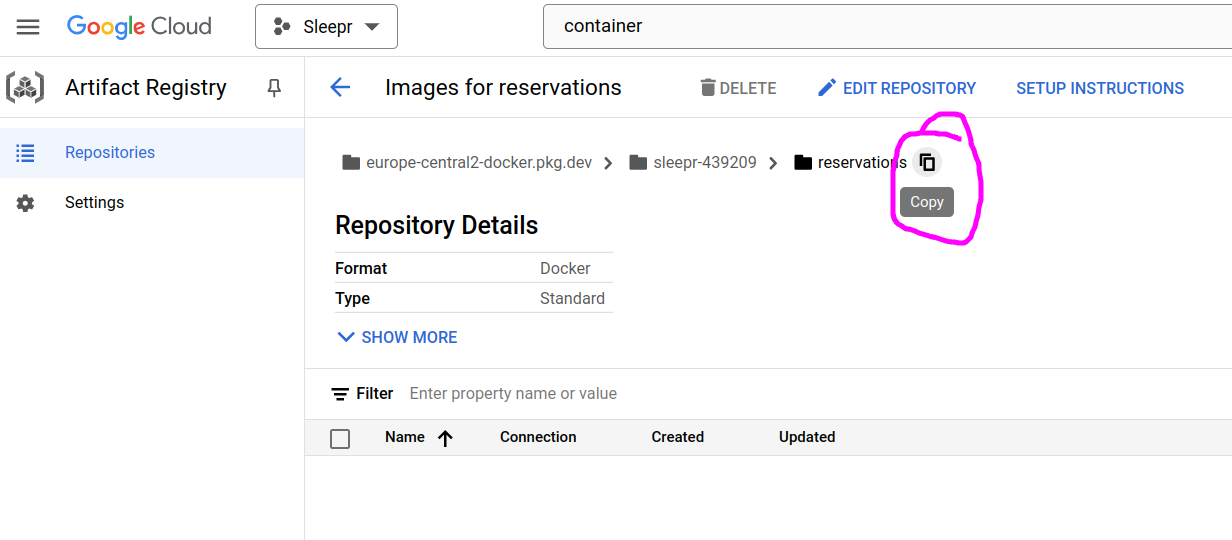 Google Cloud Sleepr container
Artifact Registry Images for reservations DELETE EDIT REPOSITORY SETUP INSTRUCTIONS
Repositories
Settings
europe-central2-docker.pkg.dev sleepr-439209 reservations
Copy
Repository Details
Format Docker
Type Standard
SHOW MORE
Filter Enter property name or value
Name Connection Created Updated